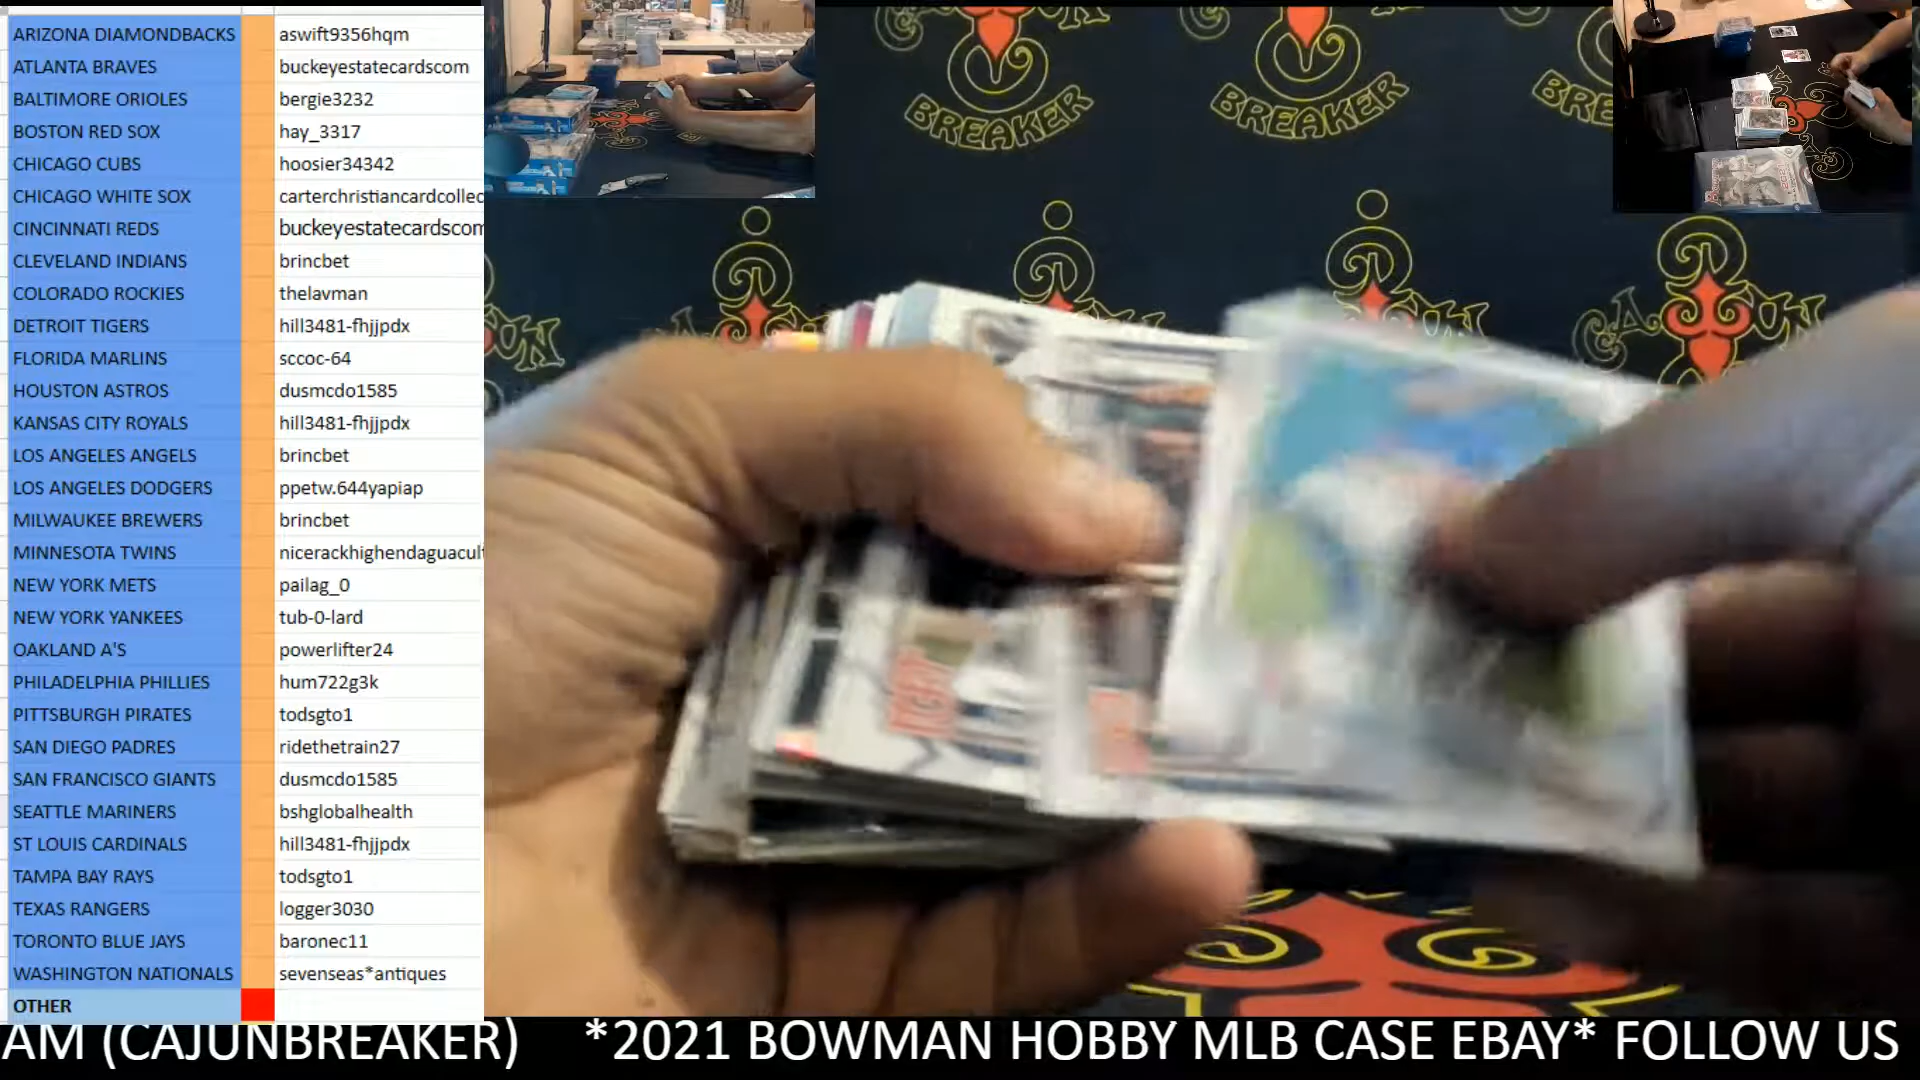 ARIZONA DIAMONDBACKS aswift9356hqm
ATLANTA BRAVES buckeyestatecardscom
BALTIMORE ORIOLES bergie3232
BOSTON RED SOX hay_3317
CHICAGO CUBS hoosier34342
CHICAGO WHITE SOX carterchristiancardcollec
CINCINNATI REDS buckeyestatecardscom
CLEVELAND INDIANS brincbet
COLORADO ROCKIES thelavman
DETROIT TIGERS hill3481-fhjjpdx
FLORIDA MARLINS sccoc-64
HOUSTON ASTROS dusmcdo1585
KANSAS CITY ROYALS hill3481-fhjjpdx
LOS ANGELES ANGELS brincbet
LOS ANGELES DODGERS ppetw.644yapiap
MILWAUKEE BREWERS brincbet
MINNESOTA TWINS nicerackhighendaguacult
NEW YORK METS pailag_0
NEW YORK YANKEES tub-0-lard
OAKLAND A'S powerlifter24
PHILADELPHIA PHILLIES hum722g3k
PITTSBURGH PIRATES todsgto1
SAN DIEGO PADRES ridethetrain27
SAN FRANCISCO GIANTS dusmcdo1585
SEATTLE MARINERS bshglobalhealth
ST LOUIS CARDINALS hill3481-fhjjpdx
TAMPA BAY RAYS todsgto1
TEXAS RANGERS logger3030
TORONTO BLUE JAYS baronec11
WASHINGTON NATIONALS sevenseas*antiques
OTHER
BREAKER
BREAKER
BREA
CAJUN
AM (CAJUNBREAKER) *2021 BOWMAN HOBBY MLB CASE EBAY* FOLLOW US